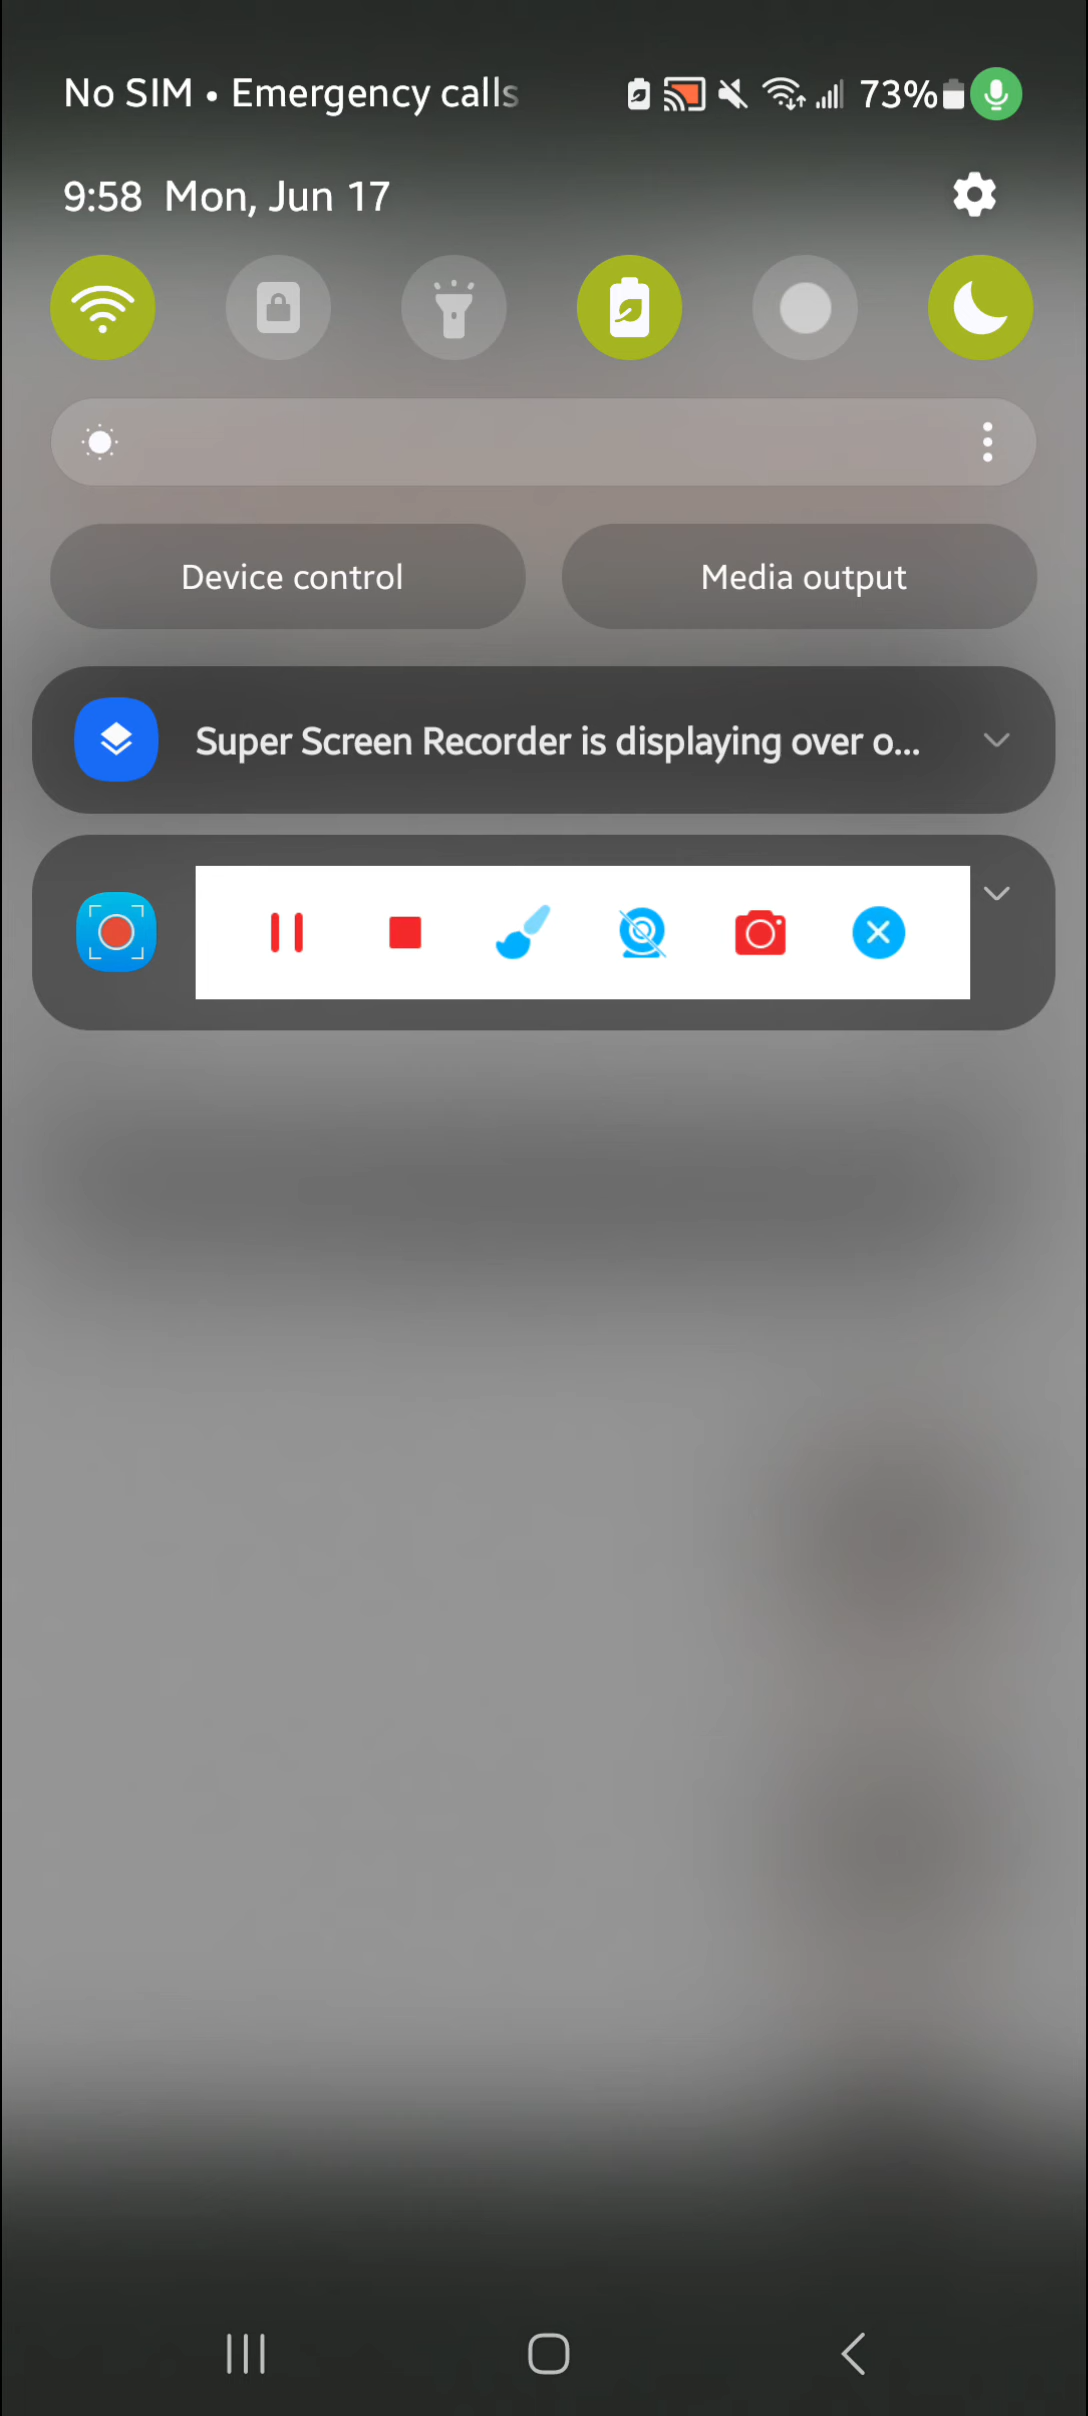 No SIM • Emergency calls
73%
9:58 Mon, Jun 17
Device control
Media output
Super Screen Recorder is displaying over o...